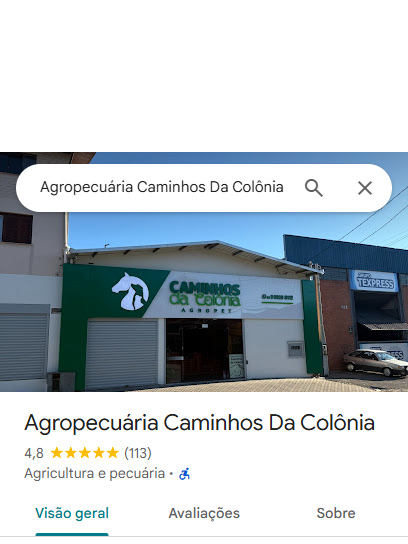 Agropecuária Caminhos Da Colônia
CAMINHOS
da Colônia
AGROPET
TEXPRESS
Agropecuária Caminhos Da Colônia
4,8 (113)
Agricultura e pecuária ·
Visão geral Avaliações Sobre